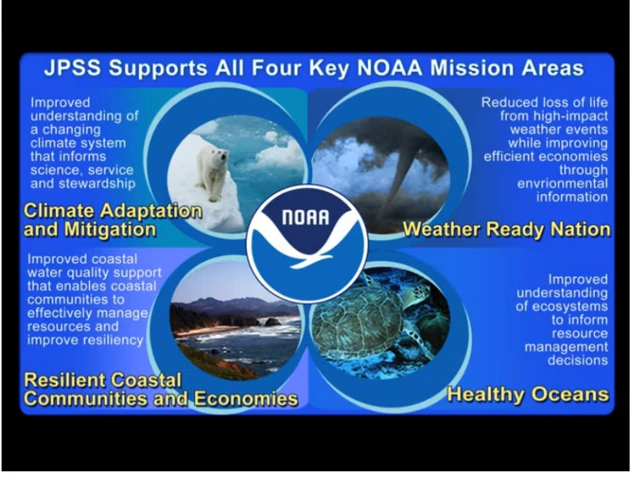 JPSS Supports All Four Key NOAA Mission Areas
Improved
understanding of
a changing
climate system
that informs
science, service
and stewardship
Climate Adaptation
and Mitigation
Reduced loss of life
from high-impact
weather events
while improving
efficient economies
through
envrionmental
information
Weather Ready Nation
NOAA
Improved coastal
water quality support
that enables coastal
communities to
effectively manage
resources and
improve resiliency
Resilient Coastal
Communities and Economies
Improved
understanding
of ecosystems
to inform
resource
management
decisions
Healthy Oceans